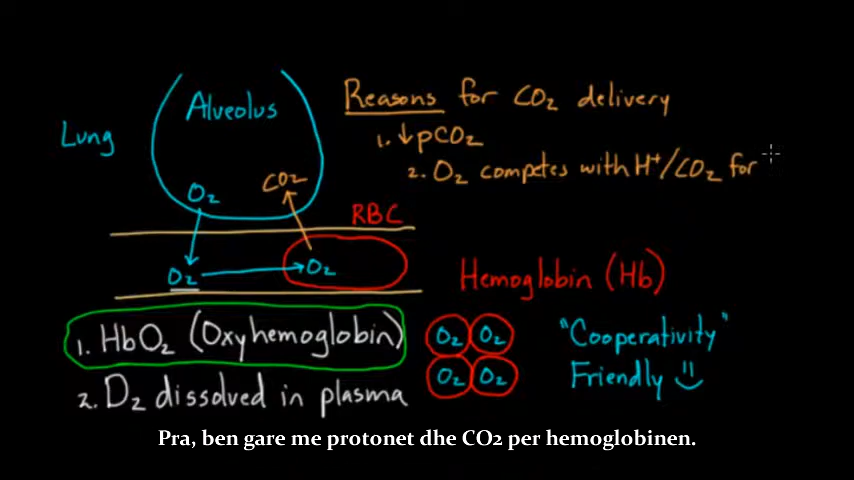 Lung
Alveolus
O2
CO2
RBC
O2
O2
Reasons for CO2 delivery
1. ↓pCO2
2. O2 competes with H+/CO2 for
Hemoglobin (Hb)
1. HbO2 (Oxyhemoglobin)
2. O2 dissolved in plasma
O2 O2
O2 O2
"Cooperativity"
Friendly
Pra, ben gare me protonet dhe CO2 per hemoglobinen.